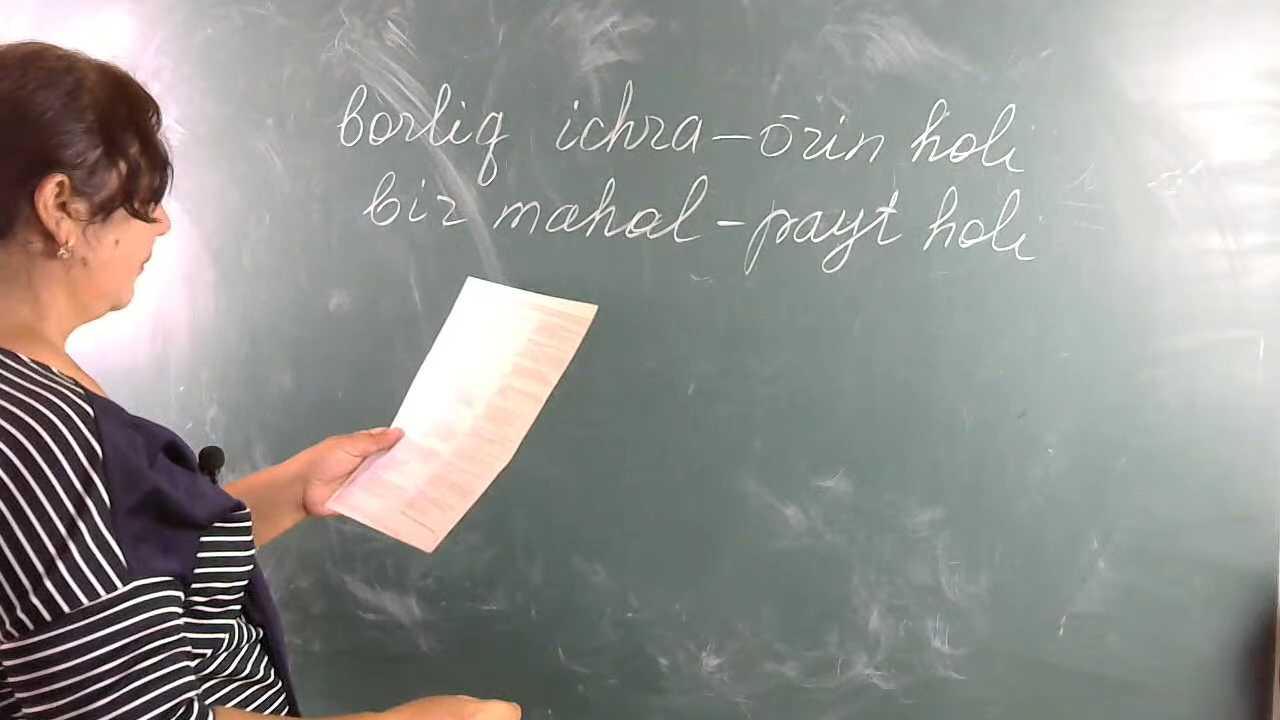 borliq ichra – ōrin holi
bir mahal – payt holi